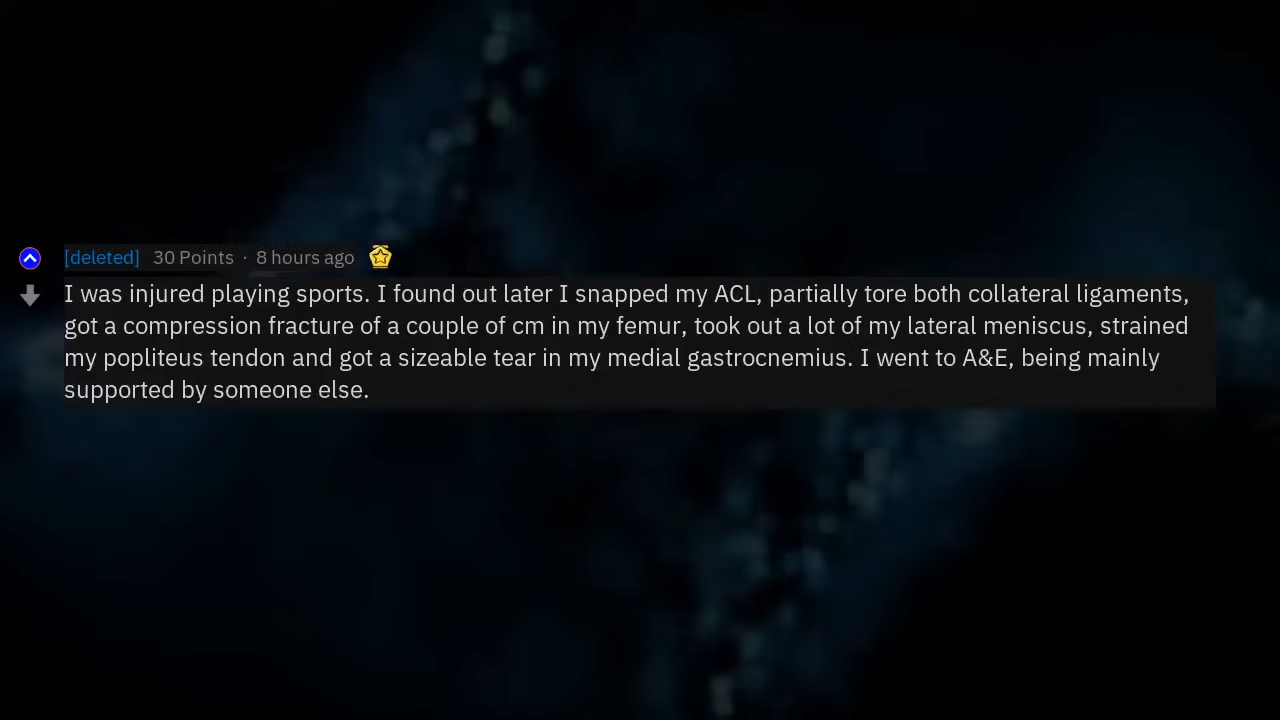 [deleted] 30 Points · 8 hours ago
I was injured playing sports. I found out later I snapped my ACL, partially tore both collateral ligaments,
got a compression fracture of a couple of cm in my femur, took out a lot of my lateral meniscus, strained
my popliteus tendon and got a sizeable tear in my medial gastrocnemius. I went to A&E, being mainly
supported by someone else.